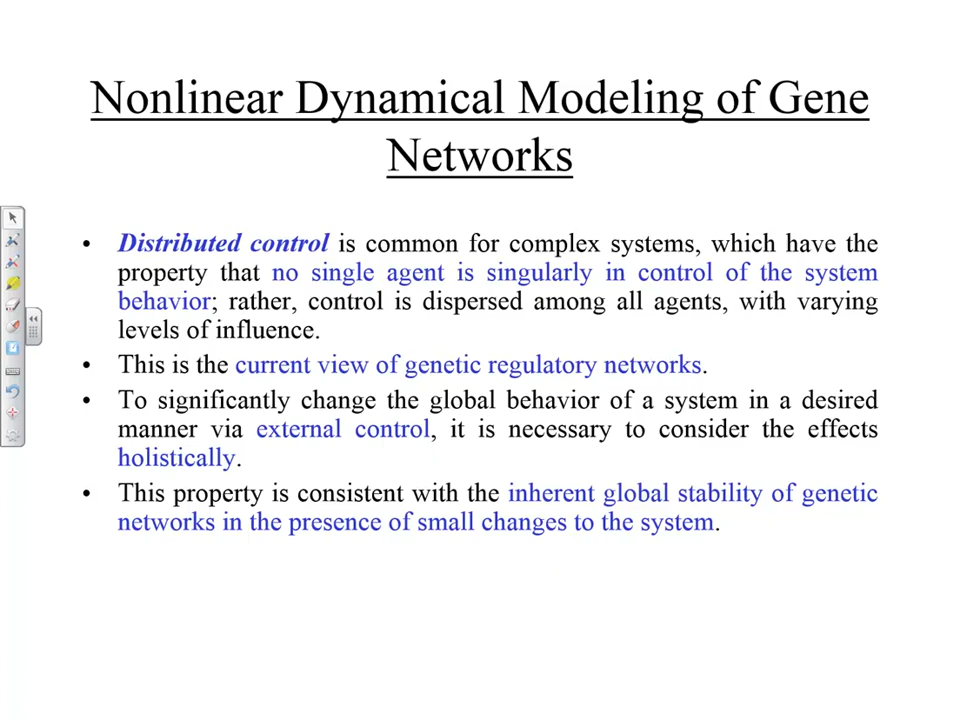 Nonlinear Dynamical Modeling of Gene
Networks
• Distributed control is common for complex systems, which have the
property that no single agent is singularly in control of the system
behavior; rather, control is dispersed among all agents, with varying
levels of influence.
• This is the current view of genetic regulatory networks.
• To significantly change the global behavior of a system in a desired
manner via external control, it is necessary to consider the effects
holistically.
• This property is consistent with the inherent global stability of genetic
networks in the presence of small changes to the system.